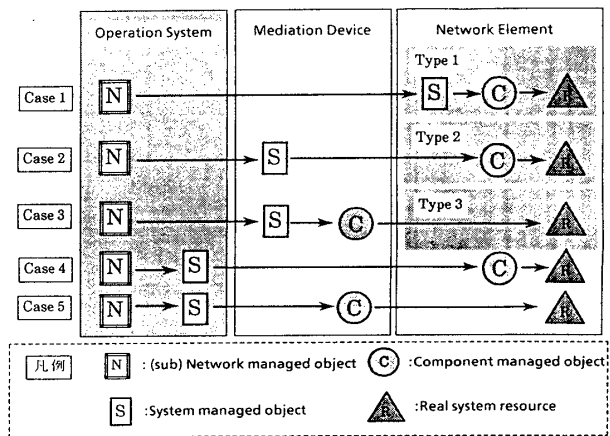 Operation System
Mediation Device
Network Element
Type 1
Case 1
N
S
C
R
Type 2
Case 2
N
S
C
R
Type 3
Case 3
N
S
C
R
Case 4
N
S
C
R
Case 5
N
S
C
R
凡例
N : (sub) Network managed object
C :Component managed object
S :System managed object
R :Real system resource